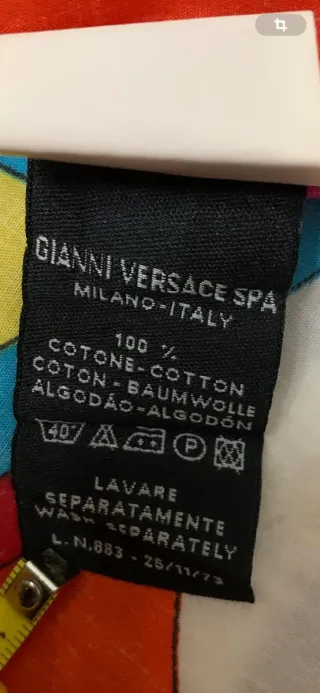 GIANNI VERSACE SPA
MILANO-ITALY
100 %
COTONE-COTTON
COTON-BAUMWOLLE
ALGODÃO-ALGODÓN
40° P
LAVARE
SEPARATAMENTE
WASH SEPARATELY
L. N.883 - 26/11/73